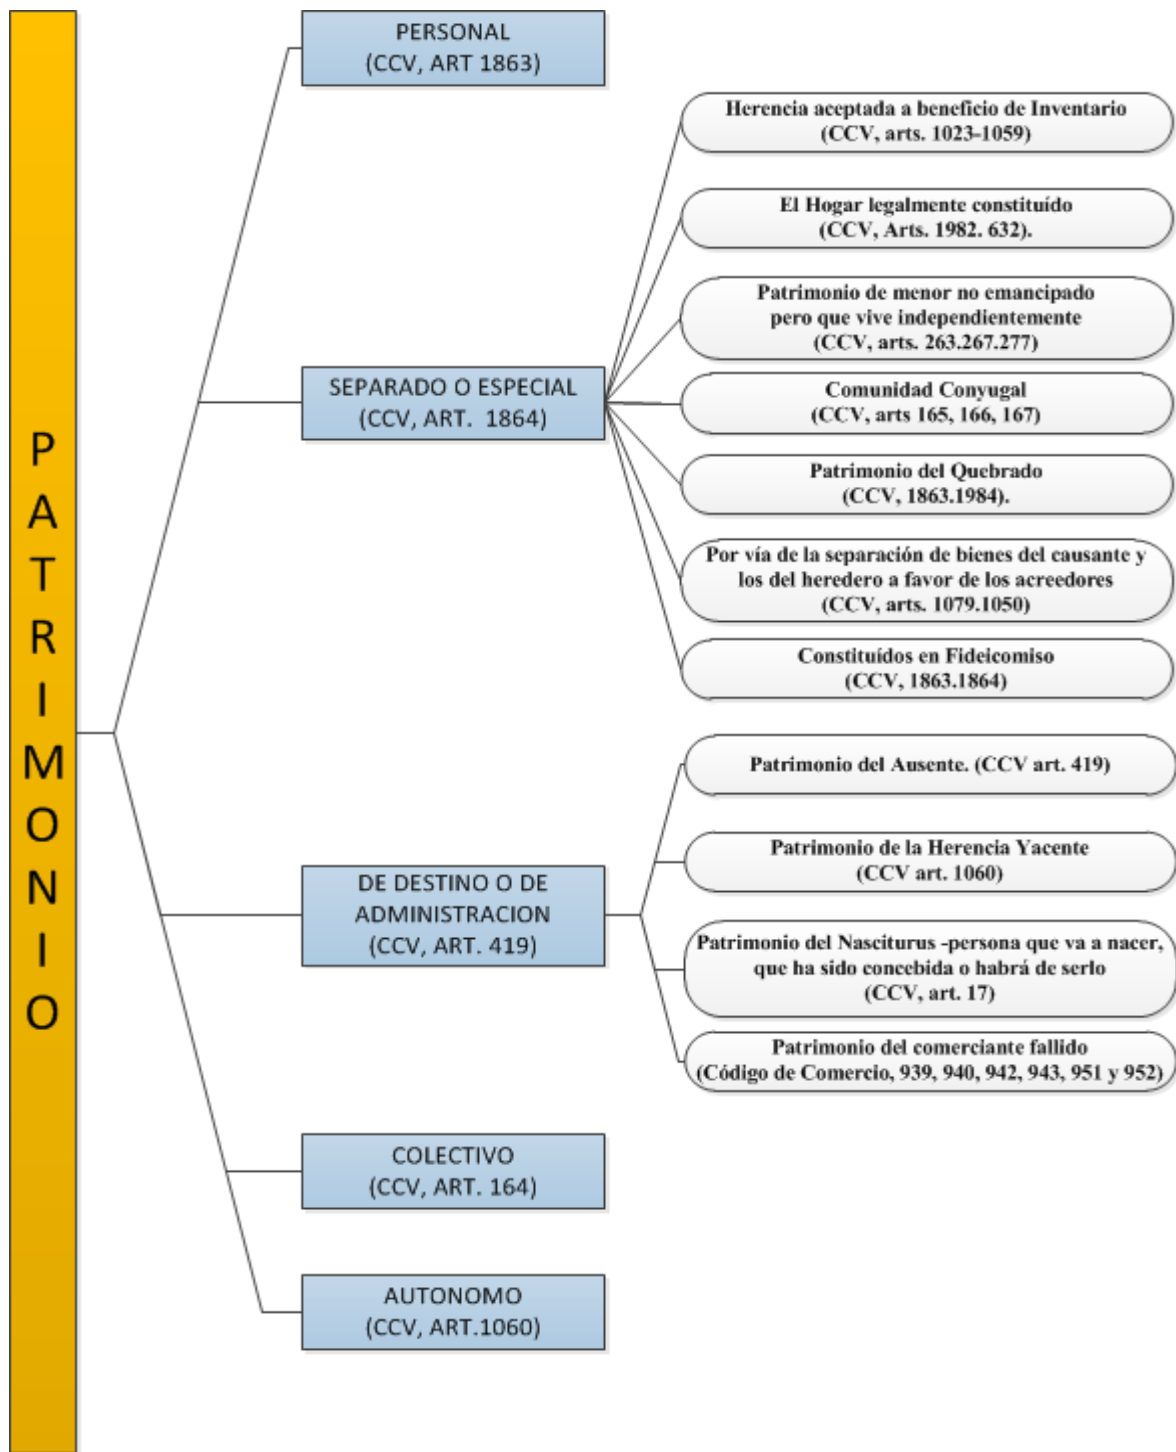 PATRIMONIO
PERSONAL
(CCV, ART 1863)
SEPARADO O ESPECIAL
(CCV, ART. 1864)
Herencia aceptada a beneficio de Inventario
(CCV, arts. 1023-1059)
El Hogar legalmente constituído
(CCV, Arts. 1982. 632).
Patrimonio de menor no emancipado
pero que vive independientemente
(CCV, arts. 263.267.277)
Comunidad Conyugal
(CCV, arts 165, 166, 167)
Patrimonio del Quebrado
(CCV, 1863.1984).
Por vía de la separación de bienes del causante y
los del heredero a favor de los acreedores
(CCV, arts. 1079.1050)
Constituídos en Fideicomiso
(CCV, 1863.1864)
DE DESTINO O DE
ADMINISTRACION
(CCV, ART. 419)
Patrimonio del Ausente. (CCV art. 419)
Patrimonio de la Herencia Yacente
(CCV art. 1060)
Patrimonio del Nasciturus -persona que va a nacer,
que ha sido concebida o habrá de serlo
(CCV, art. 17)
Patrimonio del comerciante fallido
(Código de Comercio, 939, 940, 942, 943, 951 y 952)
COLECTIVO
(CCV, ART. 164)
AUTONOMO
(CCV, ART.1060)